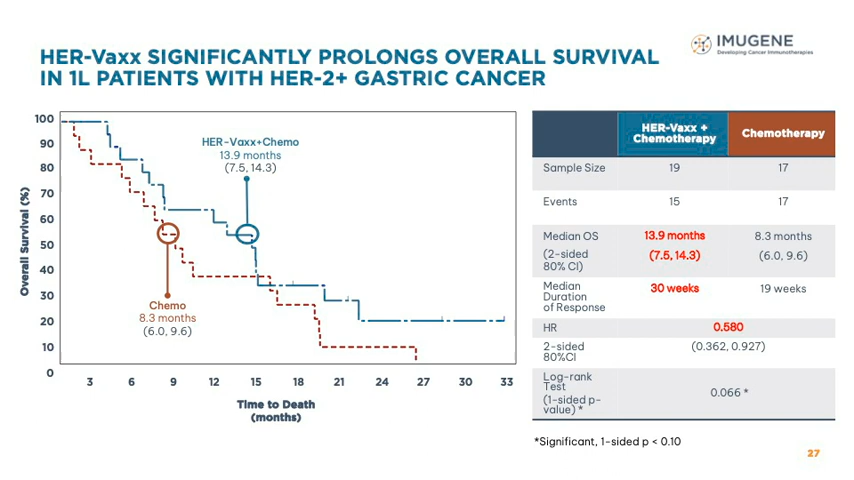 HER-Vaxx SIGNIFICANTLY PROLONGS OVERALL SURVIVAL
IN 1L PATIENTS WITH HER-2+ GASTRIC CANCER
IMUGENE
Developing Cancer Immunotherapies
Overall Survival (%)
100
90
80
70
60
50
40
30
20
10
0
HER-Vaxx+Chemo
13.9 months
(7.5, 14.3)
Chemo
8.3 months
(6.0, 9.6)
3 6 9 12 15 18 21 24 27 30 33
Time to Death
(months)
HER-Vaxx +
Chemotherapy
Chemotherapy
Sample Size 19 17
Events 15 17
Median OS 13.9 months 8.3 months
(2-sided
80% CI) (7.5, 14.3) (6.0, 9.6)
Median
Duration
of Response 30 weeks 19 weeks
HR 0.580
2-sided
80%CI (0.362, 0.927)
Log-rank
Test
(1-sided p-
value) * 0.066 *
*Significant, 1-sided p < 0.10
27